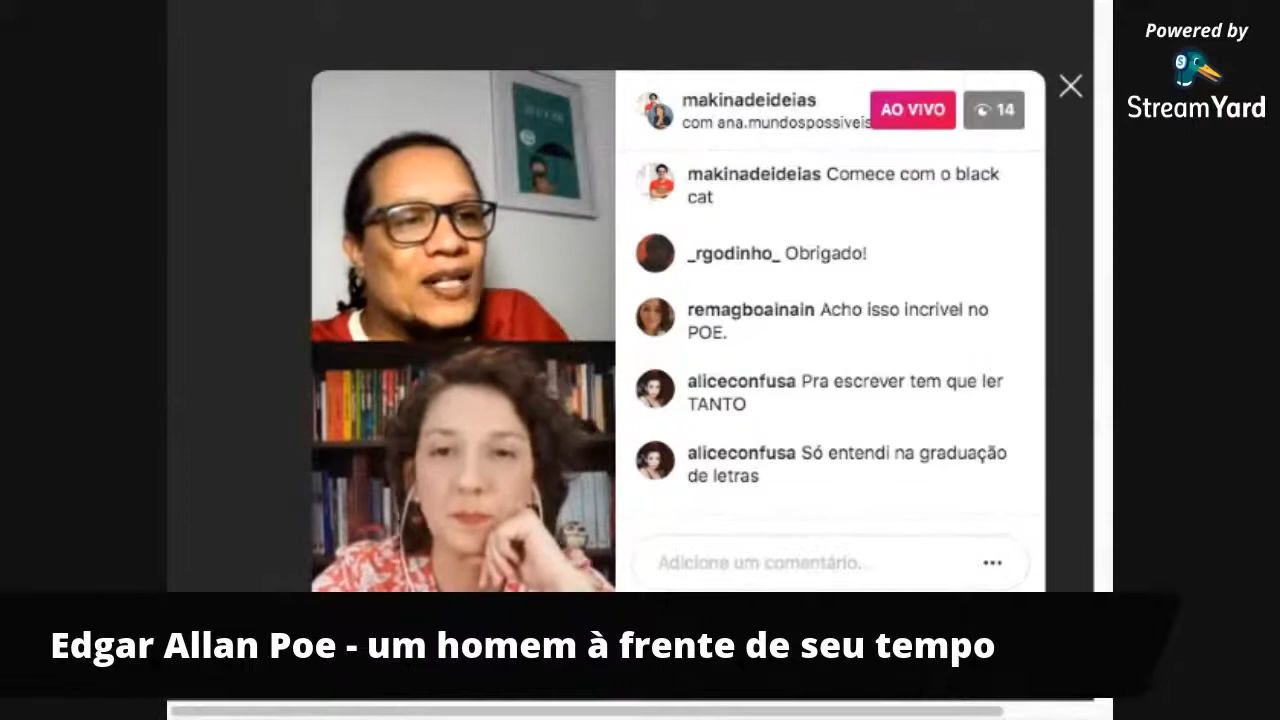 Powered by
StreamYard
makinadeideias
com ana.mundospossiveis
AO VIVO
14
makinadeideias Comece com o black
cat
_rgodinho_ Obrigado!
remagboainain Acho isso incrível no
POE.
aliceconfusa Pra escrever tem que ler
TANTO
aliceconfusa Só entendi na graduação
de letras
Adicione um comentário...
Edgar Allan Poe - um homem à frente de seu tempo